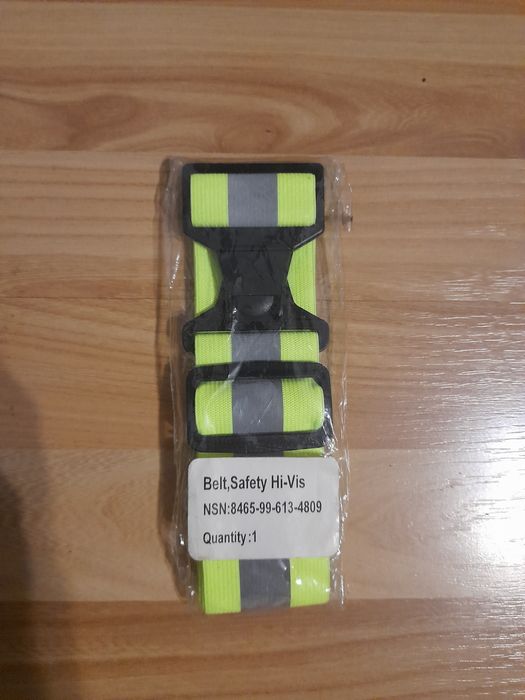 Belt,Safety Hi-Vis
NSN:8465-99-613-4809
Quantity:1